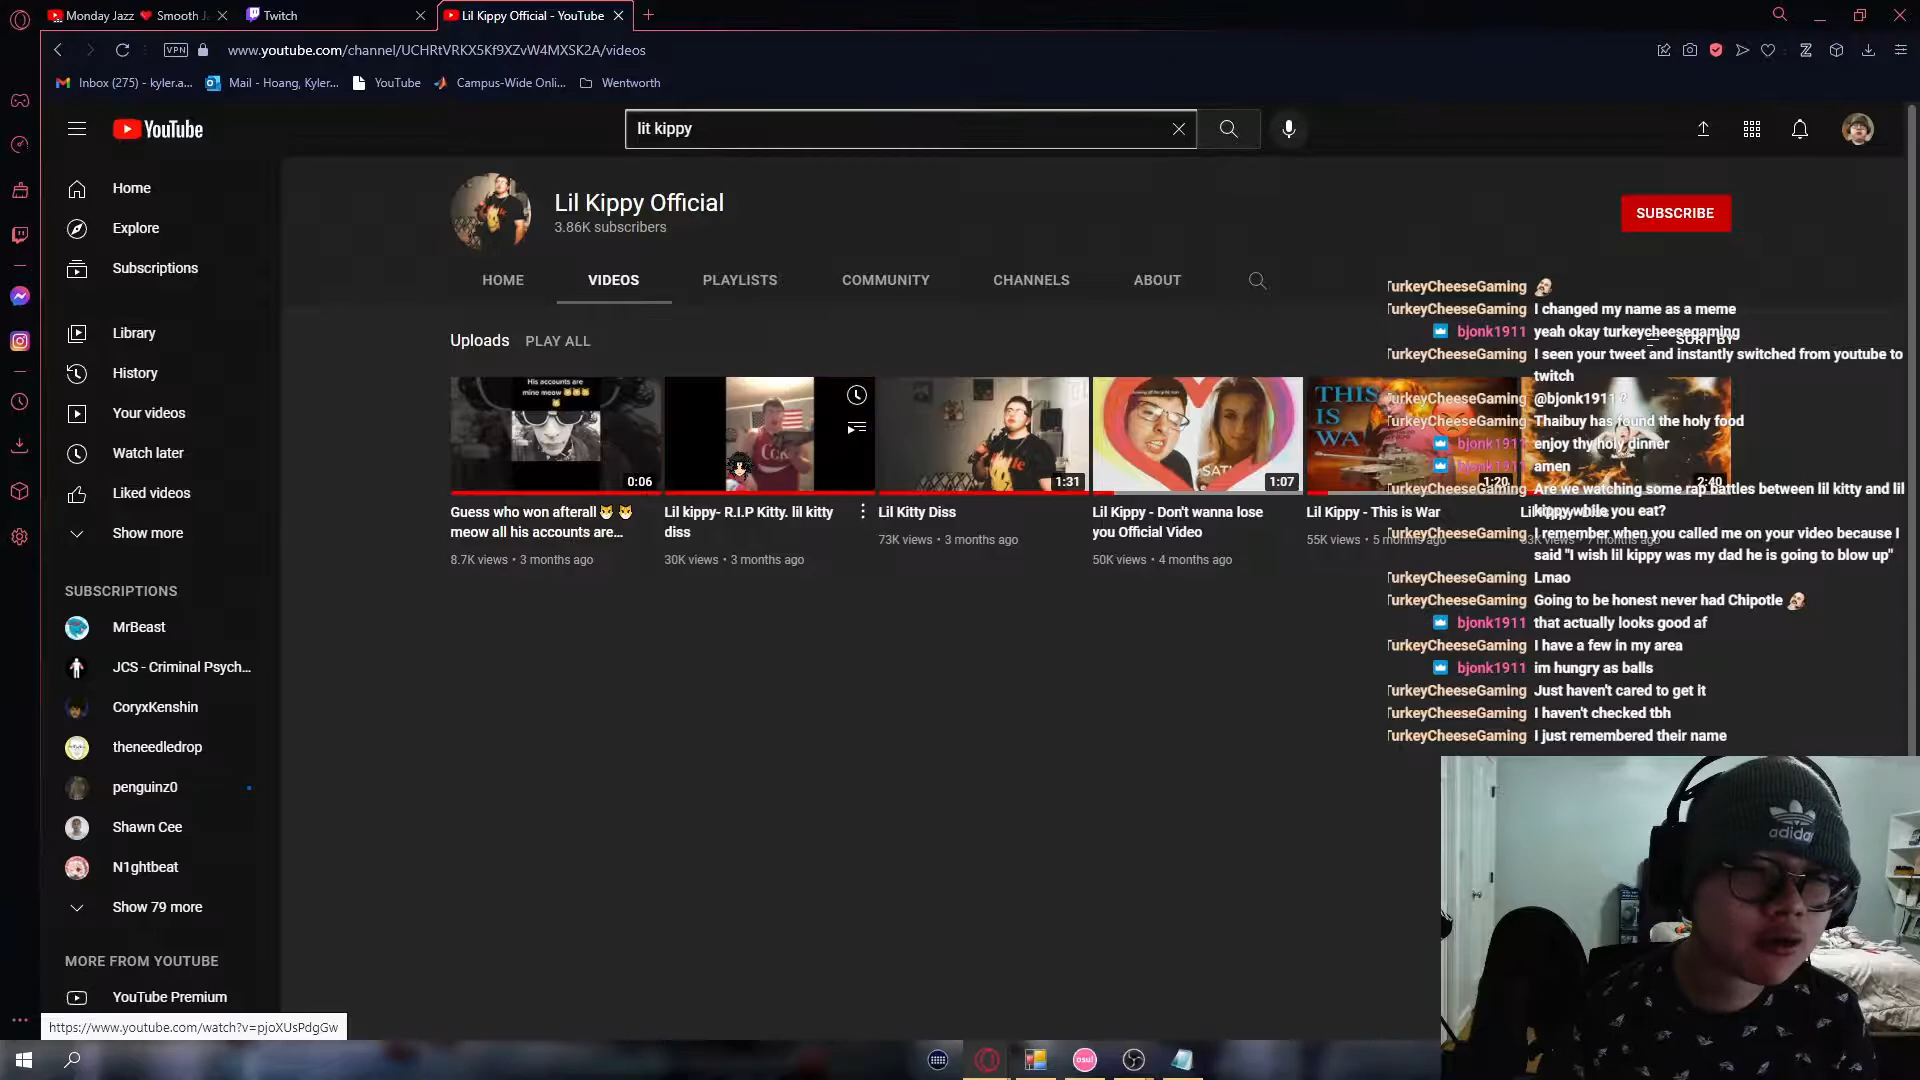 Monday Jazz ❤ Smooth J
Twitch
Lil Kippy Official - YouTube
VPN
www.youtube.com/channel/UCHRtVRKX5Kf9XZvW4MXSK2A/videos
Inbox (275) - kyler.a...
Mail - Hoang, Kyler...
YouTube
Campus-Wide Onli...
Wentworth
YouTube
lit kippy
Home
Explore
Subscriptions
Library
History
Your videos
Watch later
Liked videos
Show more
SUBSCRIPTIONS
MrBeast
JCS - Criminal Psych...
CoryxKenshin
theneedledrop
penguinz0
Shawn Cee
N1ghtbeat
Show 79 more
MORE FROM YOUTUBE
YouTube Premium
https://www.youtube.com/watch?v=pjoXUsPdgGw
Lil Kippy Official
3.86K subscribers
SUBSCRIBE
HOME
VIDEOS
PLAYLISTS
COMMUNITY
CHANNELS
ABOUT
Uploads
PLAY ALL
SORT BY
His accounts are
mine meow
0:06
Guess who won afterall 😼 😼
meow all his accounts are...
8.7K views • 3 months ago
Lil kippy- R.I.P Kitty. lil kitty
diss
30K views • 3 months ago
1:31
Lil Kitty Diss
73K views • 3 months ago
1:07
Lil Kippy - Don't wanna lose
you Official Video
50K views • 4 months ago
THIS
IS
WA
1:20
Lil Kippy - This is War
55K views • 5 months ago
2:40
TurkeyCheeseGaming
TurkeyCheeseGaming I changed my name as a meme
bjonk1911 yeah okay turkeycheesegaming
TurkeyCheeseGaming I seen your tweet and instantly switched from youtube to
twitch
TurkeyCheeseGaming @bjonk1911 ?
TurkeyCheeseGaming Thaibuy has found the holy food
bjonk1911 enjoy thy holy dinner
bjonk1911 amen
TurkeyCheeseGaming Are we watching some rap battles between lil kitty and lil
kippy while you eat?
TurkeyCheeseGaming I remember when you called me on your video because I
said "I wish lil kippy was my dad he is going to blow up"
TurkeyCheeseGaming Lmao
TurkeyCheeseGaming Going to be honest never had Chipotle
bjonk1911 that actually looks good af
TurkeyCheeseGaming I have a few in my area
bjonk1911 im hungry as balls
TurkeyCheeseGaming Just haven't cared to get it
TurkeyCheeseGaming I haven't checked tbh
TurkeyCheeseGaming I just remembered their name
adidas
osu!